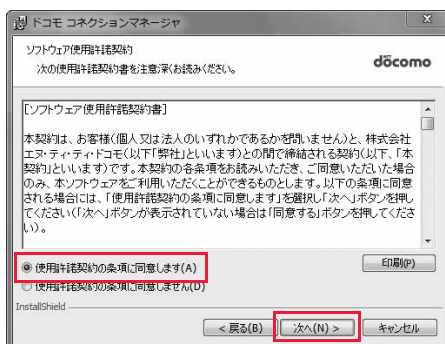 ドコモ コネクションマネージャ
ソフトウェア使用許諾契約
次の使用許諾契約書を注意深くお読みください。
döcomo
[ソフトウェア使用許諾契約書]
本契約は、お客様(個人又は法人のいずれかであるかを問いません)と、株式会社
エヌ・ティ・ティ・ドコモ(以下「弊社」といいます)との間で締結される契約(以下、「本
契約」といいます)です。本契約の各条項をお読みいただき、ご同意いただいた場合
のみ、本ソフトウェアをご利用いただくことができるものとします。以下の条項に同意
される場合には、「使用許諾契約の条項に同意します」を選択し「次へ」ボタンを押し
てください(「次へ」ボタンが表示されていない場合は「同意する」ボタンを押してくださ
い)。
使用許諾契約の条項に同意します(A)
印刷(P)
使用許諾契約の条項に同意しません(D)
InstallShield
< 戻る(B)
次へ(N) >
キャンセル